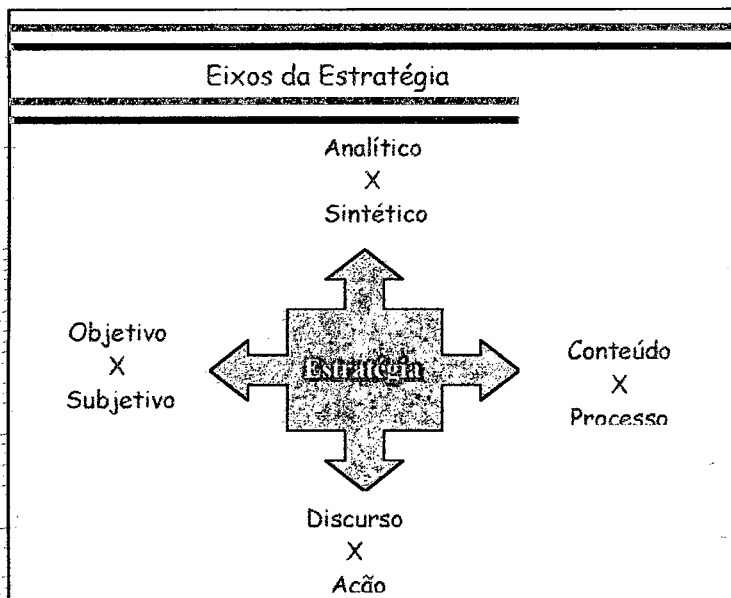 Eixos da Estratégia
Analítico
X
Sintético
Objetivo
X
Subjetivo
Estratégia
Conteúdo
X
Processo
Discurso
X
Ação